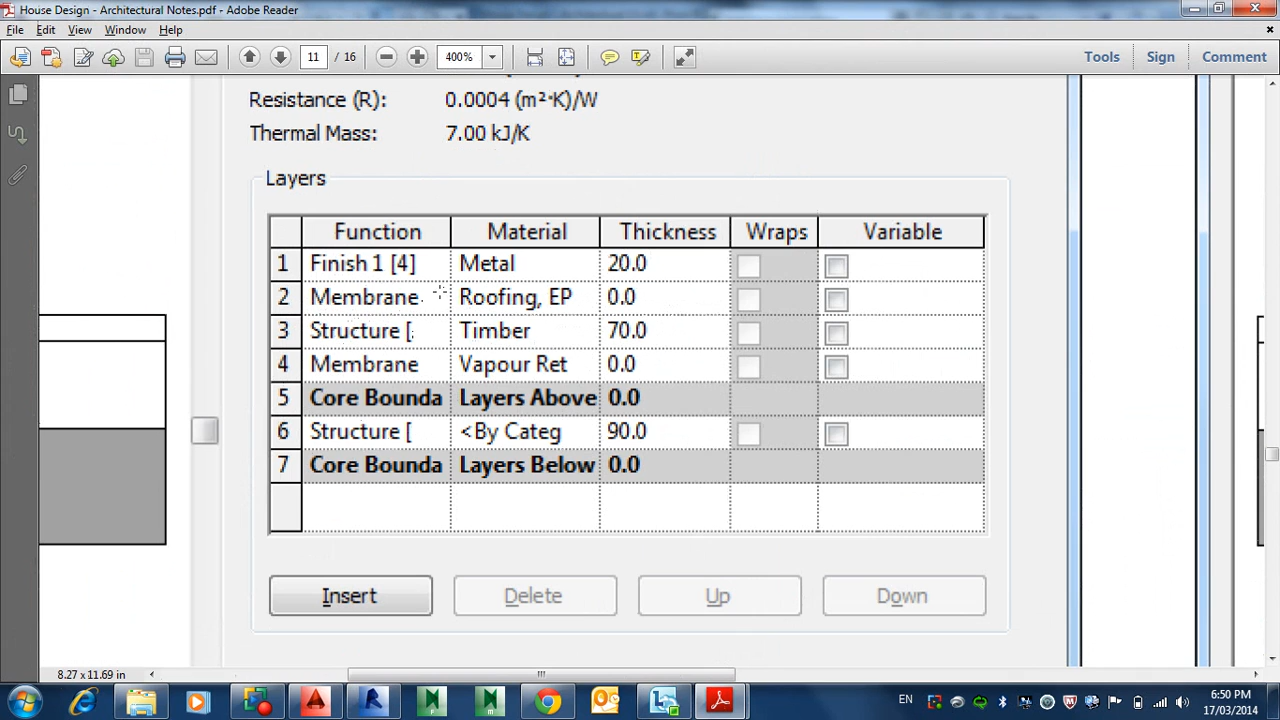 House Design - Architectural Notes.pdf - Adobe Reader
File Edit View Window Help
11 / 16 400% Tools Sign Comment
Resistance (R): 0.0004 (m²·K)/W
Thermal Mass: 7.00 kJ/K
Layers
Function Material Thickness Wraps Variable
1 Finish 1 [4] Metal 20.0
2 Membrane Roofing, EP 0.0
3 Structure [ Timber 70.0
4 Membrane Vapour Ret 0.0
5 Core Bounda Layers Above 0.0
6 Structure [ <By Categ 90.0
7 Core Bounda Layers Below 0.0
Insert Delete Up Down
8.27 x 11.69 in
EN 6:50 PM
17/03/2014